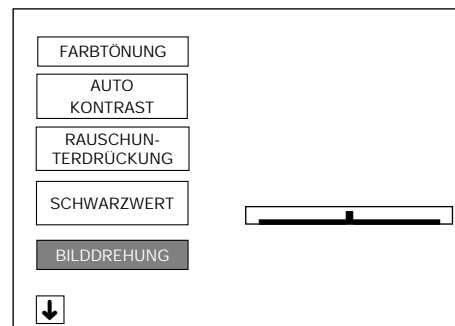 FARBTÖNUNG
AUTO
KONTRAST
RAUSCHUN-
TERDRÜCKUNG
SCHWARZWERT
BILDDREHUNG